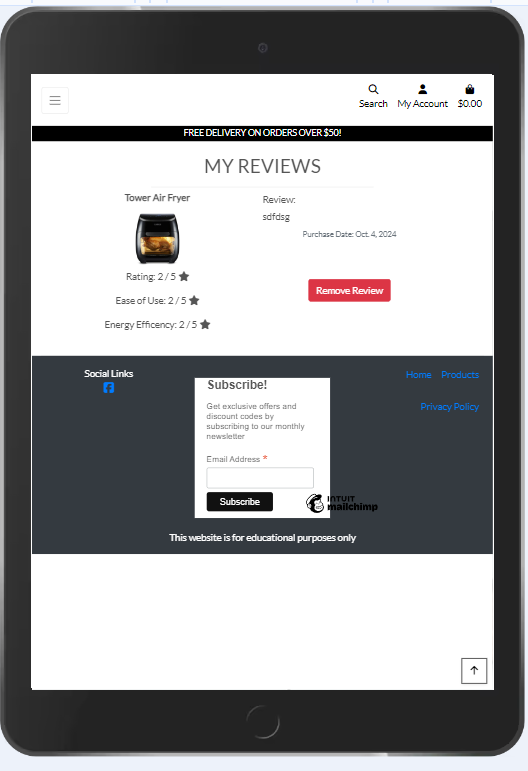 Search
My Account
$0.00
FREE DELIVERY ON ORDERS OVER $50!
MY REVIEWS
Tower Air Fryer
Rating: 2 / 5
Ease of Use: 2 / 5
Energy Efficency: 2 / 5
Review:
sdfdsg
Purchase Date: Oct. 4, 2024
Remove Review
Social Links
Subscribe!
Get exclusive offers and
discount codes by
subscribing to our monthly
newsletter
Email Address *
Subscribe
INTUIT
mailchimp
Home Products
Privacy Policy
This website is for educational purposes only